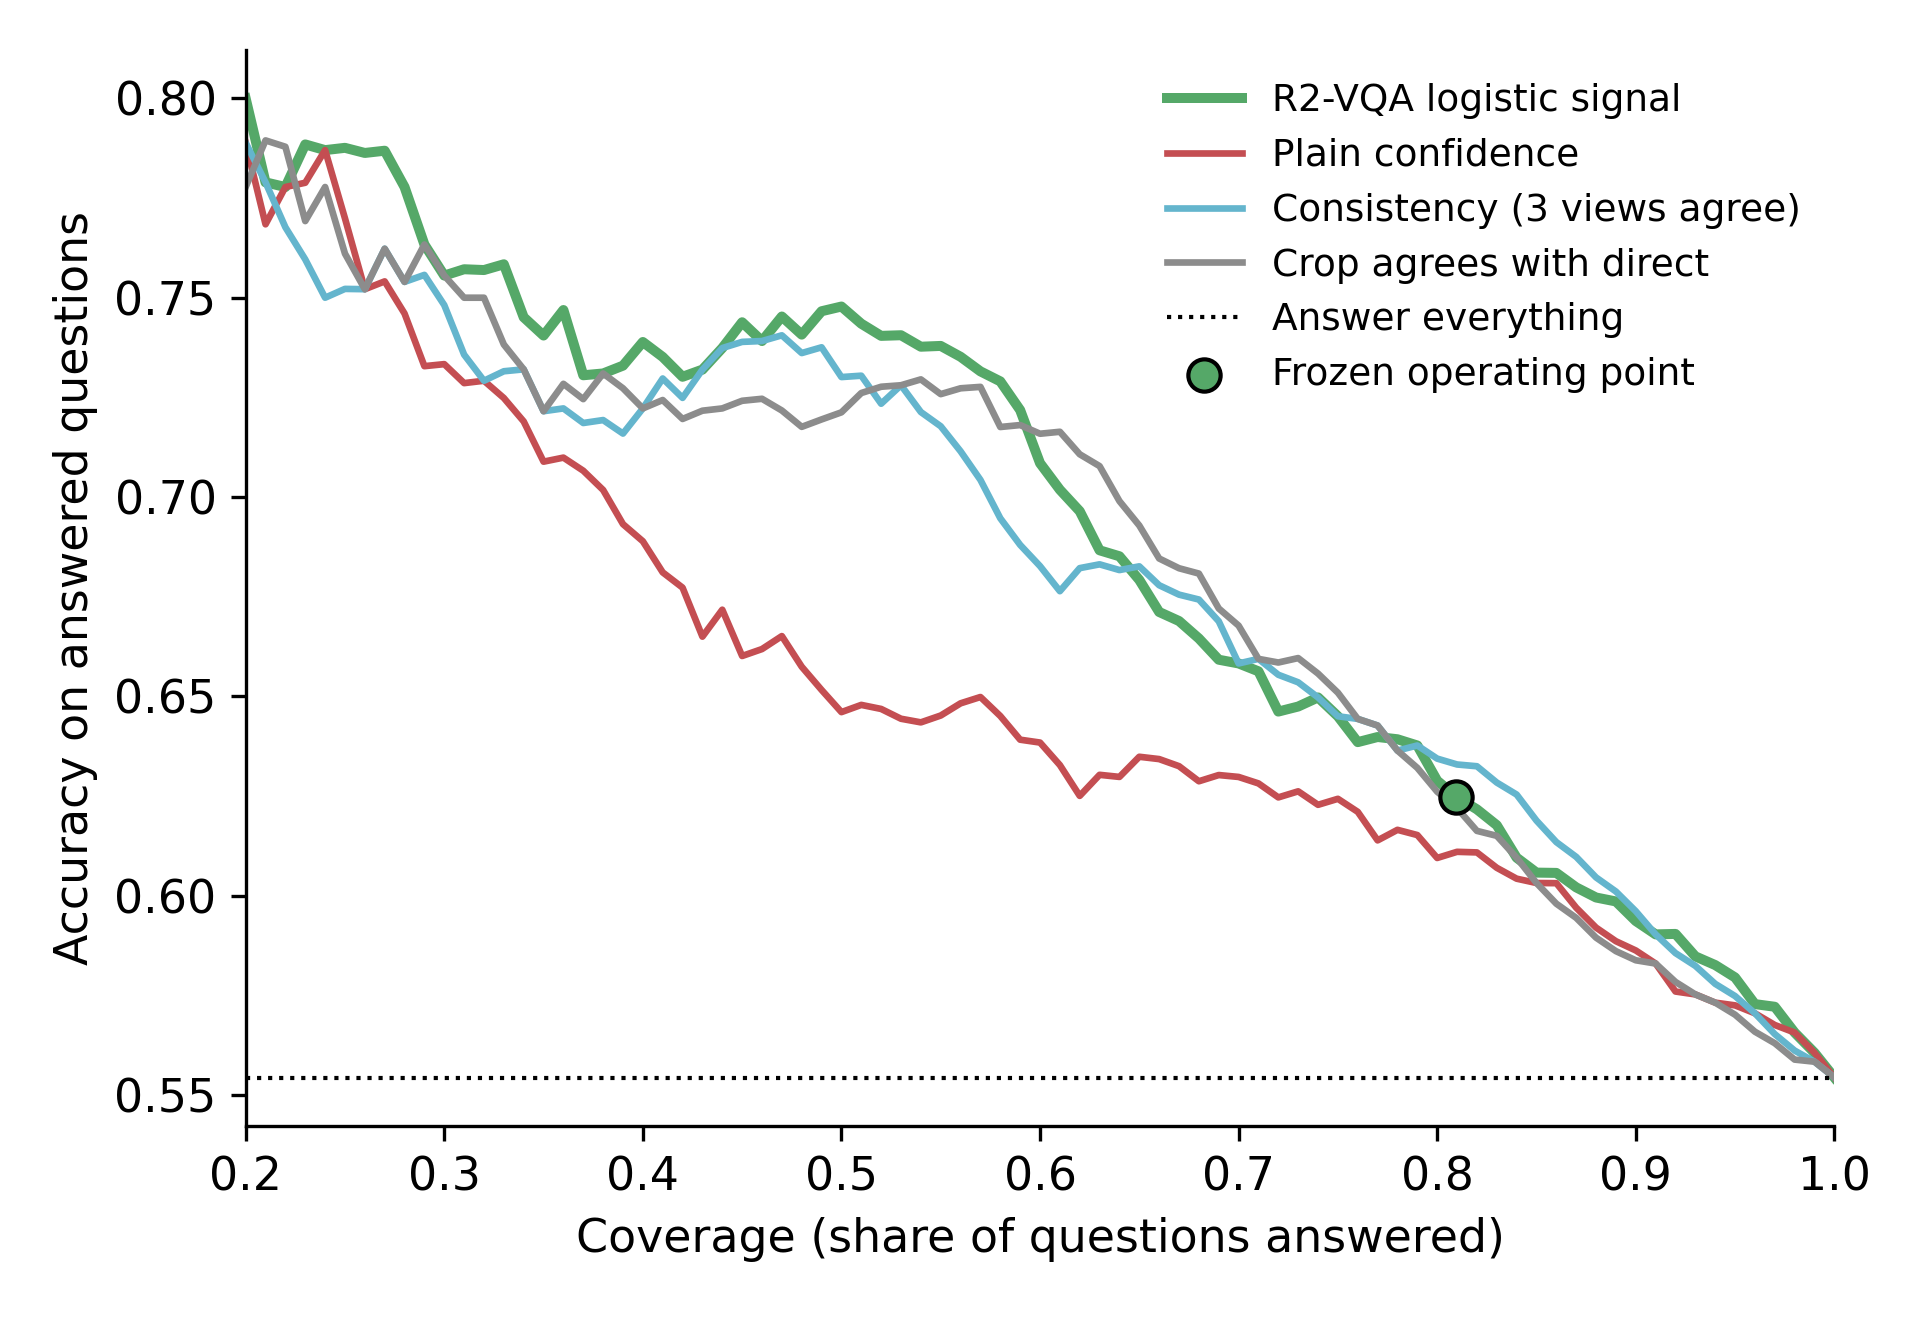 R2-VQA logistic signal
Plain confidence
Consistency (3 views agree)
Crop agrees with direct
Answer everything
Frozen operating point
Accuracy on answered questions
0.80
0.75
0.70
0.65
0.60
0.55
0.2 0.3 0.4 0.5 0.6 0.7 0.8 0.9 1.0
Coverage (share of questions answered)